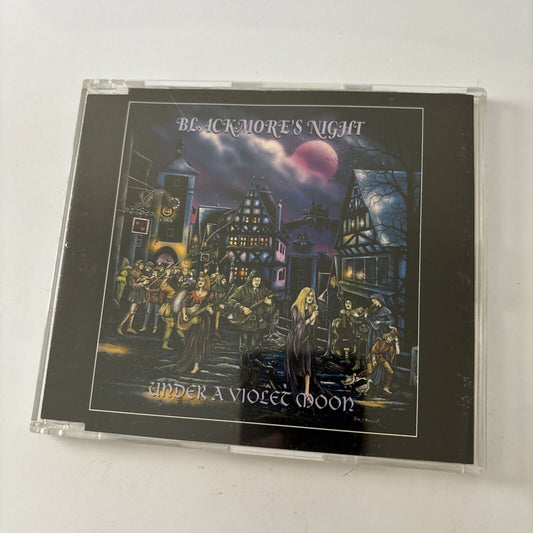 BLACKMORE'S NIGHT
UNDER A VIOLET MOON